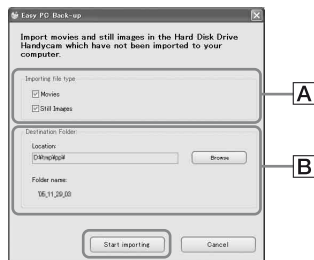 Easy PC Back-up
Import movies and still images in the Hard Disk Drive
Handycam which have not been imported to your
computer.
Importing file type
Movies
Still Images
A
Destination Folder:
Location:
Browse
B
Folder name:
Start importing
Cancel